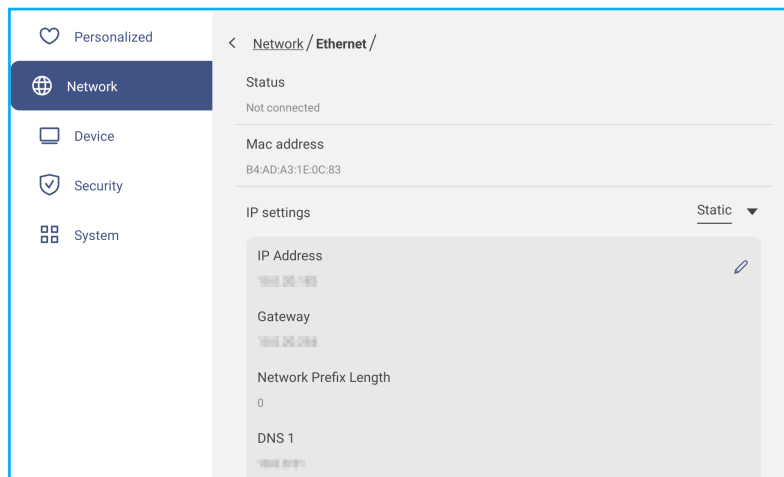 Personalized
Network
Device
Security
System
< Network / Ethernet /
Status
Not connected
Mac address
B4:AD:A3:1E:0C:83
IP settings
Static
IP Address
Gateway
Network Prefix Length
0
DNS 1